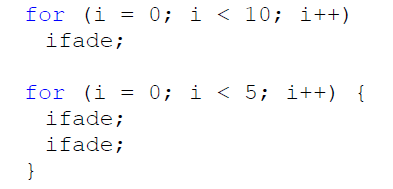 for (i = 0; i < 10; i++)
  ifade;

for (i = 0; i < 5; i++) {
  ifade;
  ifade;
}